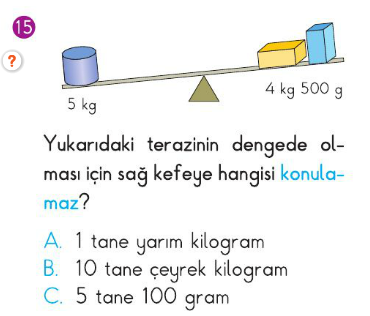 15
?
5 kg
4 kg 500 g
Yukarıdaki terazinin dengede ol-
ması için sağ kefeye hangisi konula-
maz?
A. 1 tane yarım kilogram
B. 10 tane çeyrek kilogram
C. 5 tane 100 gram